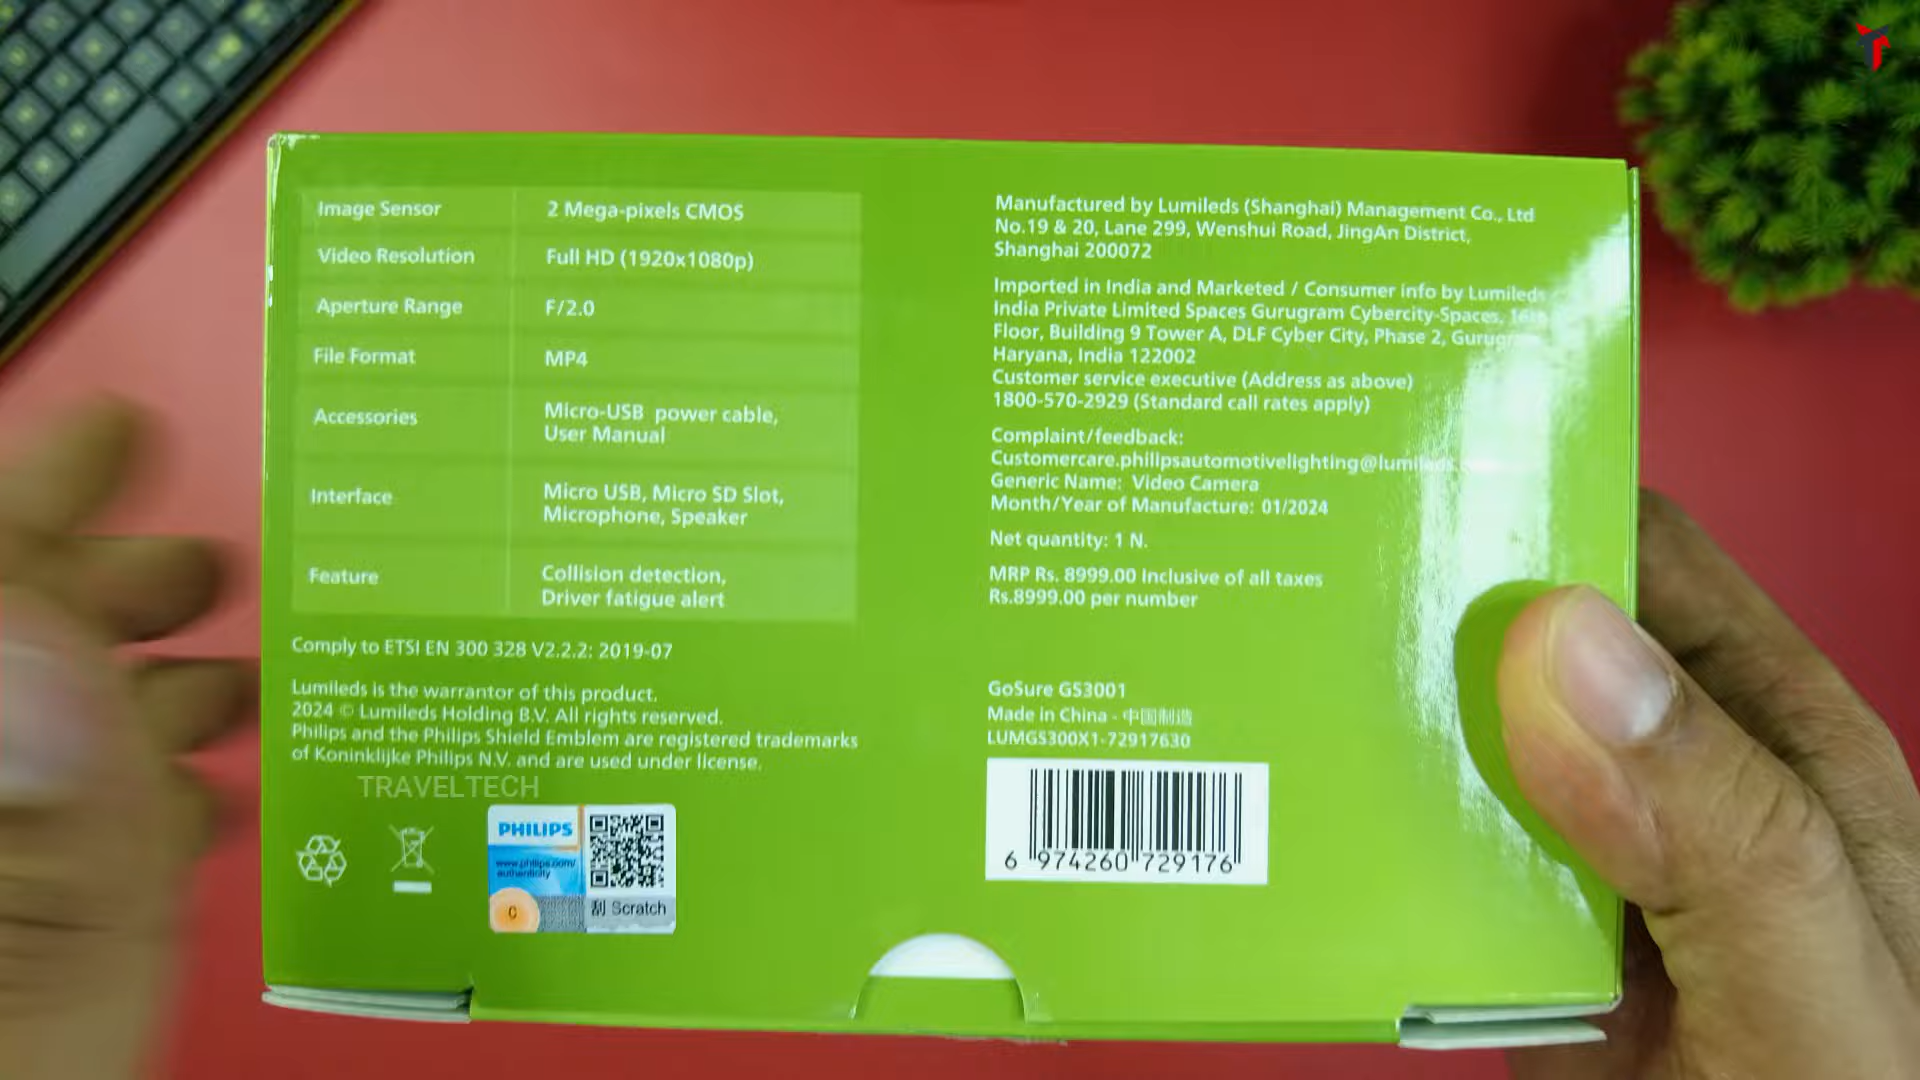 Image Sensor 2 Mega-pixels CMOS
Video Resolution Full HD (1920x1080p)
Aperture Range F/2.0
File Format MP4
Accessories Micro-USB power cable,
User Manual
Interface Micro USB, Micro SD Slot,
Microphone, Speaker
Feature Collision detection,
Driver fatigue alert
Comply to ETSI EN 300 328 V2.2.2: 2019-07
Lumileds is the warrantor of this product.
2024 © Lumileds Holding B.V. All rights reserved.
Philips and the Philips Shield Emblem are registered trademarks
of Koninklijke Philips N.V. and are used under license.
TRAVELTECH
PHILIPS
www.philips.com/
authenticity
C
刮 Scratch
Manufactured by Lumileds (Shanghai) Management Co., Ltd
No.19 & 20, Lane 299, Wenshui Road, JingAn District,
Shanghai 200072
Imported in India and Marketed / Consumer info by Lumileds
India Private Limited Spaces Gurugram Cybercity-Spaces,
Floor, Building 9 Tower A, DLF Cyber City, Phase 2,
Haryana, India 122002
Customer service executive (Address as above)
1800-570-2929 (Standard call rates apply)
Complaint/feedback:
Generic Name: Video Camera
Month/Year of Manufacture: 01/2024
Net quantity: 1 N.
MRP Rs. 8999.00 Inclusive of all taxes
Rs.8999.00 per number
GoSure GS3001
Made in China - 中国制造
LUMGS300X1-72917630
6 974260 729176